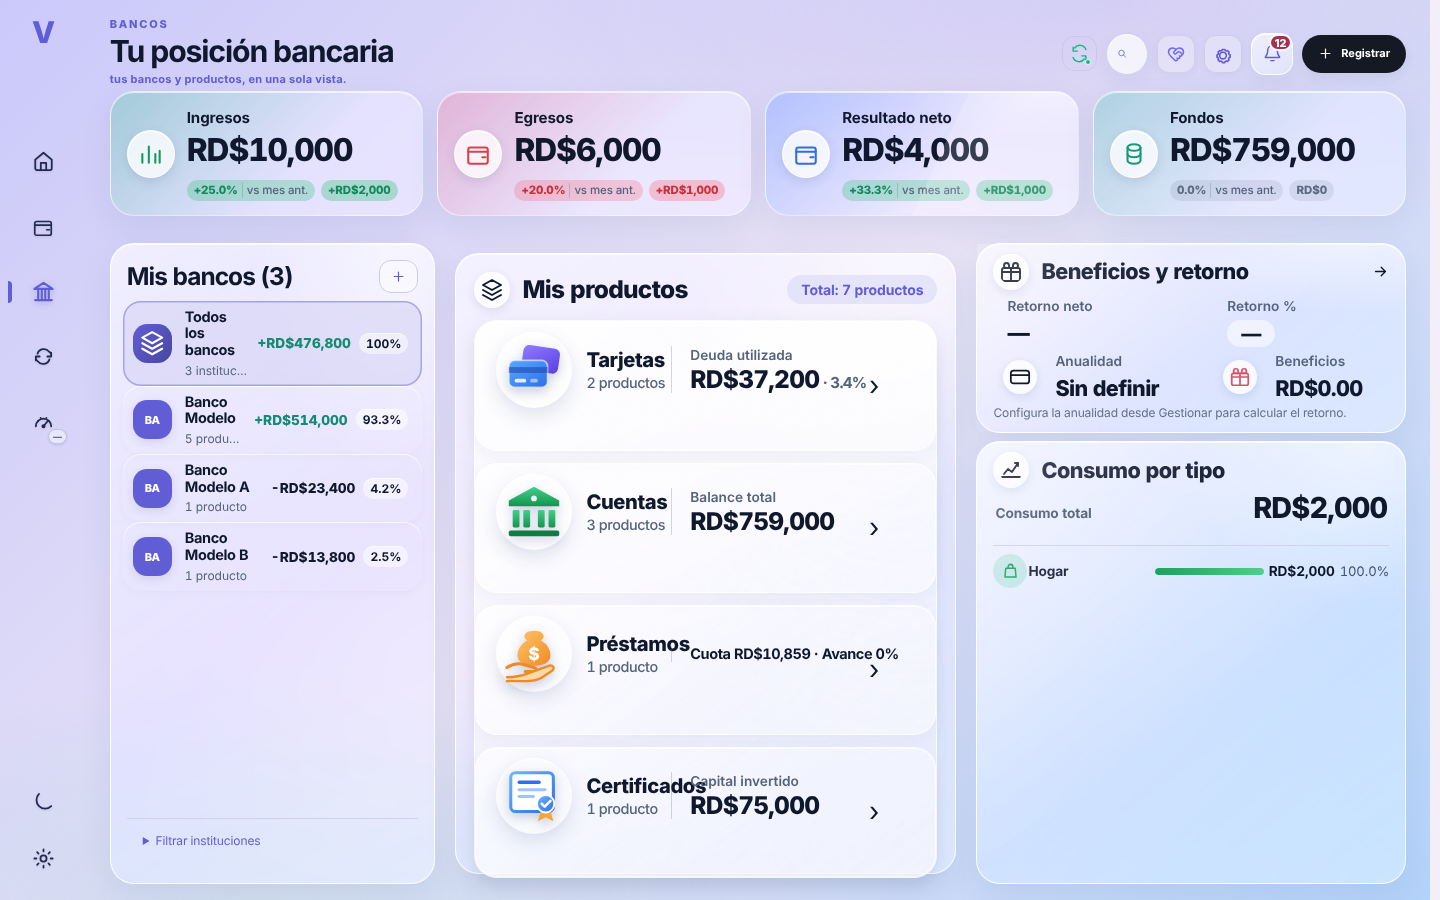 V
BANCOS
Tu posición bancaria
tus bancos y productos, en una sola vista.
12
Registrar
Ingresos
RD$10,000
+25.0% vs mes ant. +RD$2,000
Egresos
RD$6,000
+20.0% vs mes ant. +RD$1,000
Resultado neto
RD$4,000
+33.3% vs mes ant. +RD$1,000
Fondos
RD$759,000
0.0% vs mes ant. RD$0
Mis bancos (3)
Todos
los
bancos
3 instituc...
+RD$476,800 100%
BA
Banco
Modelo
5 produ...
+RD$514,000 93.3%
BA
Banco
Modelo A
1 producto
-RD$23,400 4.2%
BA
Banco
Modelo B
1 producto
-RD$13,800 2.5%
Filtrar instituciones
Mis productos
Total: 7 productos
Tarjetas
2 productos
Deuda utilizada
RD$37,200 · 3.4%
Cuentas
3 productos
Balance total
RD$759,000
$
Préstamos
1 producto
Cuota RD$10,859 · Avance 0%
Certificados
1 producto
Capital invertido
RD$75,000
Beneficios y retorno
Retorno neto
—
Retorno %
—
Anualidad
Sin definir
Beneficios
RD$0.00
Configura la anualidad desde Gestionar para calcular el retorno.
Consumo por tipo
Consumo total
RD$2,000
Hogar
RD$2,000 100.0%